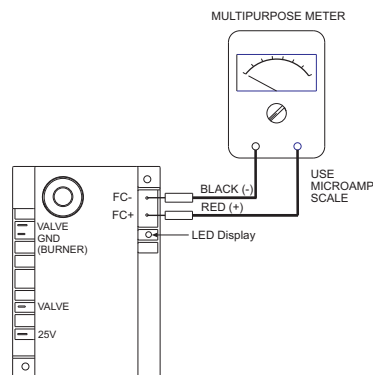 MULTIPURPOSE METER
USE
MICROAMP
SCALE
BLACK (-)
FC-
RED (+)
FC+
LED Display
VALVE
GND
(BURNER)
VALVE
25V